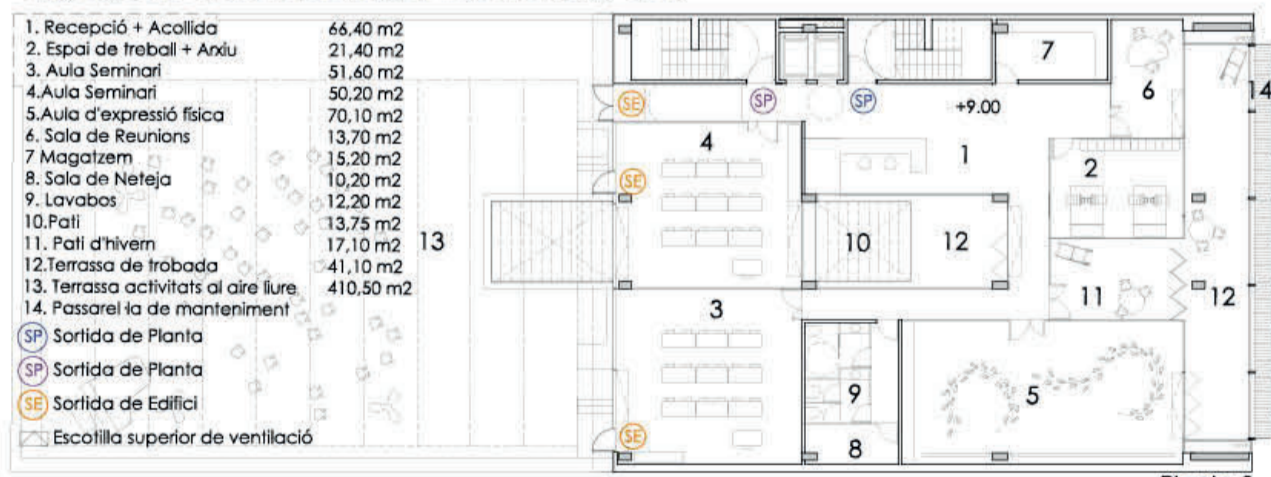 1. Recepció + Acollida 66,40 m2
2. Espai de treball + Arxiu 21,40 m2
3. Aula Seminari 51,60 m2
4.Aula Seminari 50,20 m2
5.Aula d'expressió física 70,10 m2
6. Sala de Reunions 13,70 m2
7 Magatzem 15,20 m2
8. Sala de Neteja 10,20 m2
9. Lavabos 12,20 m2
10.Pati 13,75 m2
11. Pati d'hivern 17,10 m2
12.Terrassa de trobada 41,10 m2
13. Terrassa activitats al aire lliure 410,50 m2
14. Passarel·la de manteniment
SP Sortida de Planta
SP Sortida de Planta
SE Sortida de Edifici
Escotilla superior de ventilació
7
6
14
SE
SP
SP
+9.00
4
1
2
SE
13
10
12
11
12
3
9
5
SE
8